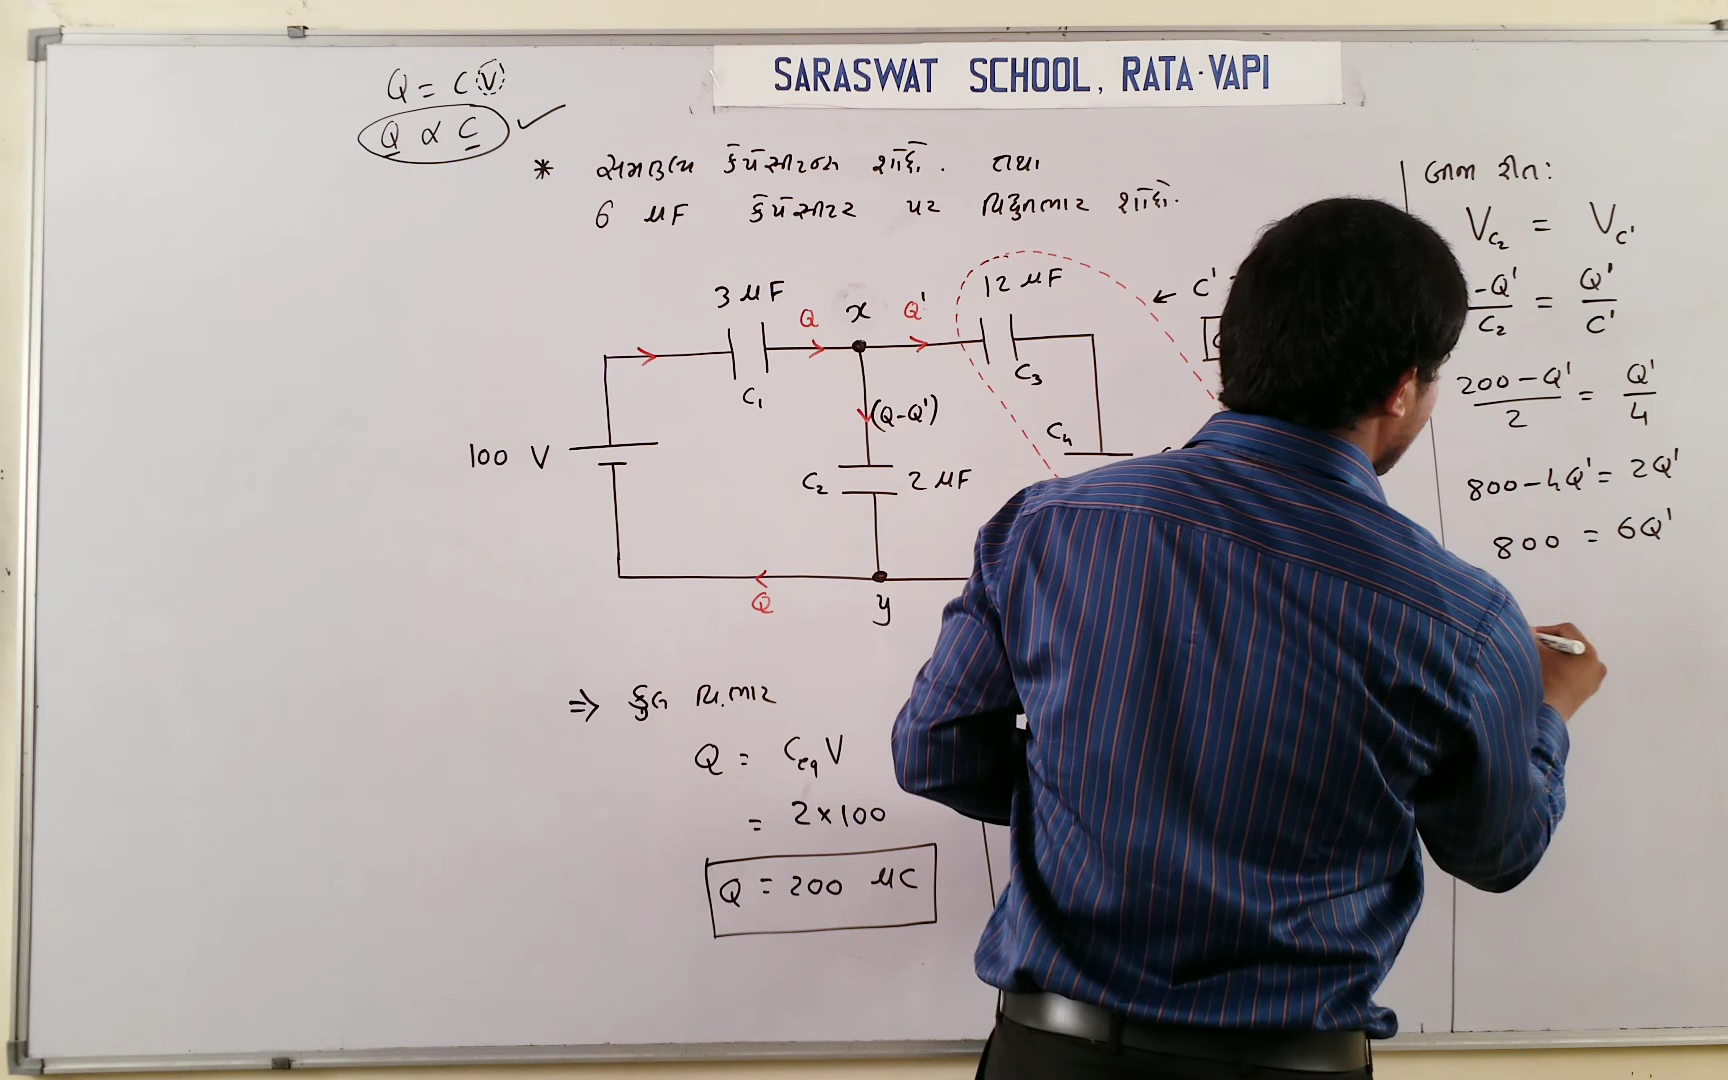 SARASWAT SCHOOL, RATA-VAPI
Q = CV
Q ∝ C ✓
* સમતુલ્ય કૅપૅસીટન્સ શોધો. તથા
6 μF કૅપૅસીટર પર વિદ્યુતભાર શોધો.
3 μF
Q
x
Q'
12 μF
C'
C₁
C₃
(Q-Q')
C₄
100 V
C₂
2 μF
Q
y
⇒ કુલ વિ.ભાર
Q = Ceq V
= 2×100
Q = 200 μC
રીત:
V_C₂ = V_C'
-Q'/C₂ = Q'/C'
200-Q'/2 = Q'/4
800-4Q' = 2Q'
800 = 6Q'